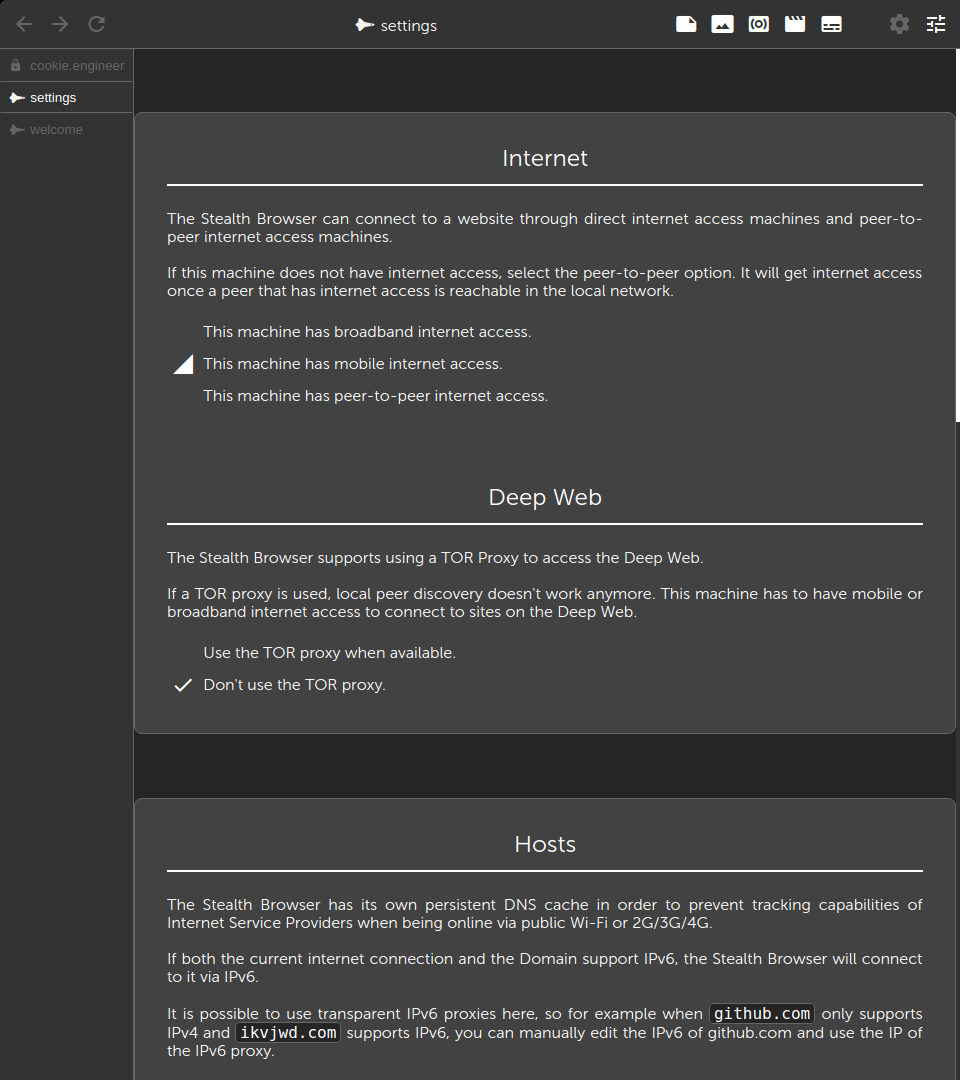 settings
cookie.engineer
settings
welcome
Internet
The Stealth Browser can connect to a website through direct internet access machines and peer-to-
peer internet access machines.
If this machine does not have internet access, select the peer-to-peer option. It will get internet access
once a peer that has internet access is reachable in the local network.
This machine has broadband internet access.
This machine has mobile internet access.
This machine has peer-to-peer internet access.
Deep Web
The Stealth Browser supports using a TOR Proxy to access the Deep Web.
If a TOR proxy is used, local peer discovery doesn't work anymore. This machine has to have mobile or
broadband internet access to connect to sites on the Deep Web.
Use the TOR proxy when available.
Don't use the TOR proxy.
Hosts
The Stealth Browser has its own persistent DNS cache in order to prevent tracking capabilities of
Internet Service Providers when being online via public Wi-Fi or 2G/3G/4G.
If both the current internet connection and the Domain support IPv6, the Stealth Browser will connect
to it via IPv6.
It is possible to use transparent IPv6 proxies here, so for example when github.com only supports
IPv4 and ikvjwd.com supports IPv6, you can manually edit the IPv6 of github.com and use the IP of
the IPv6 proxy.